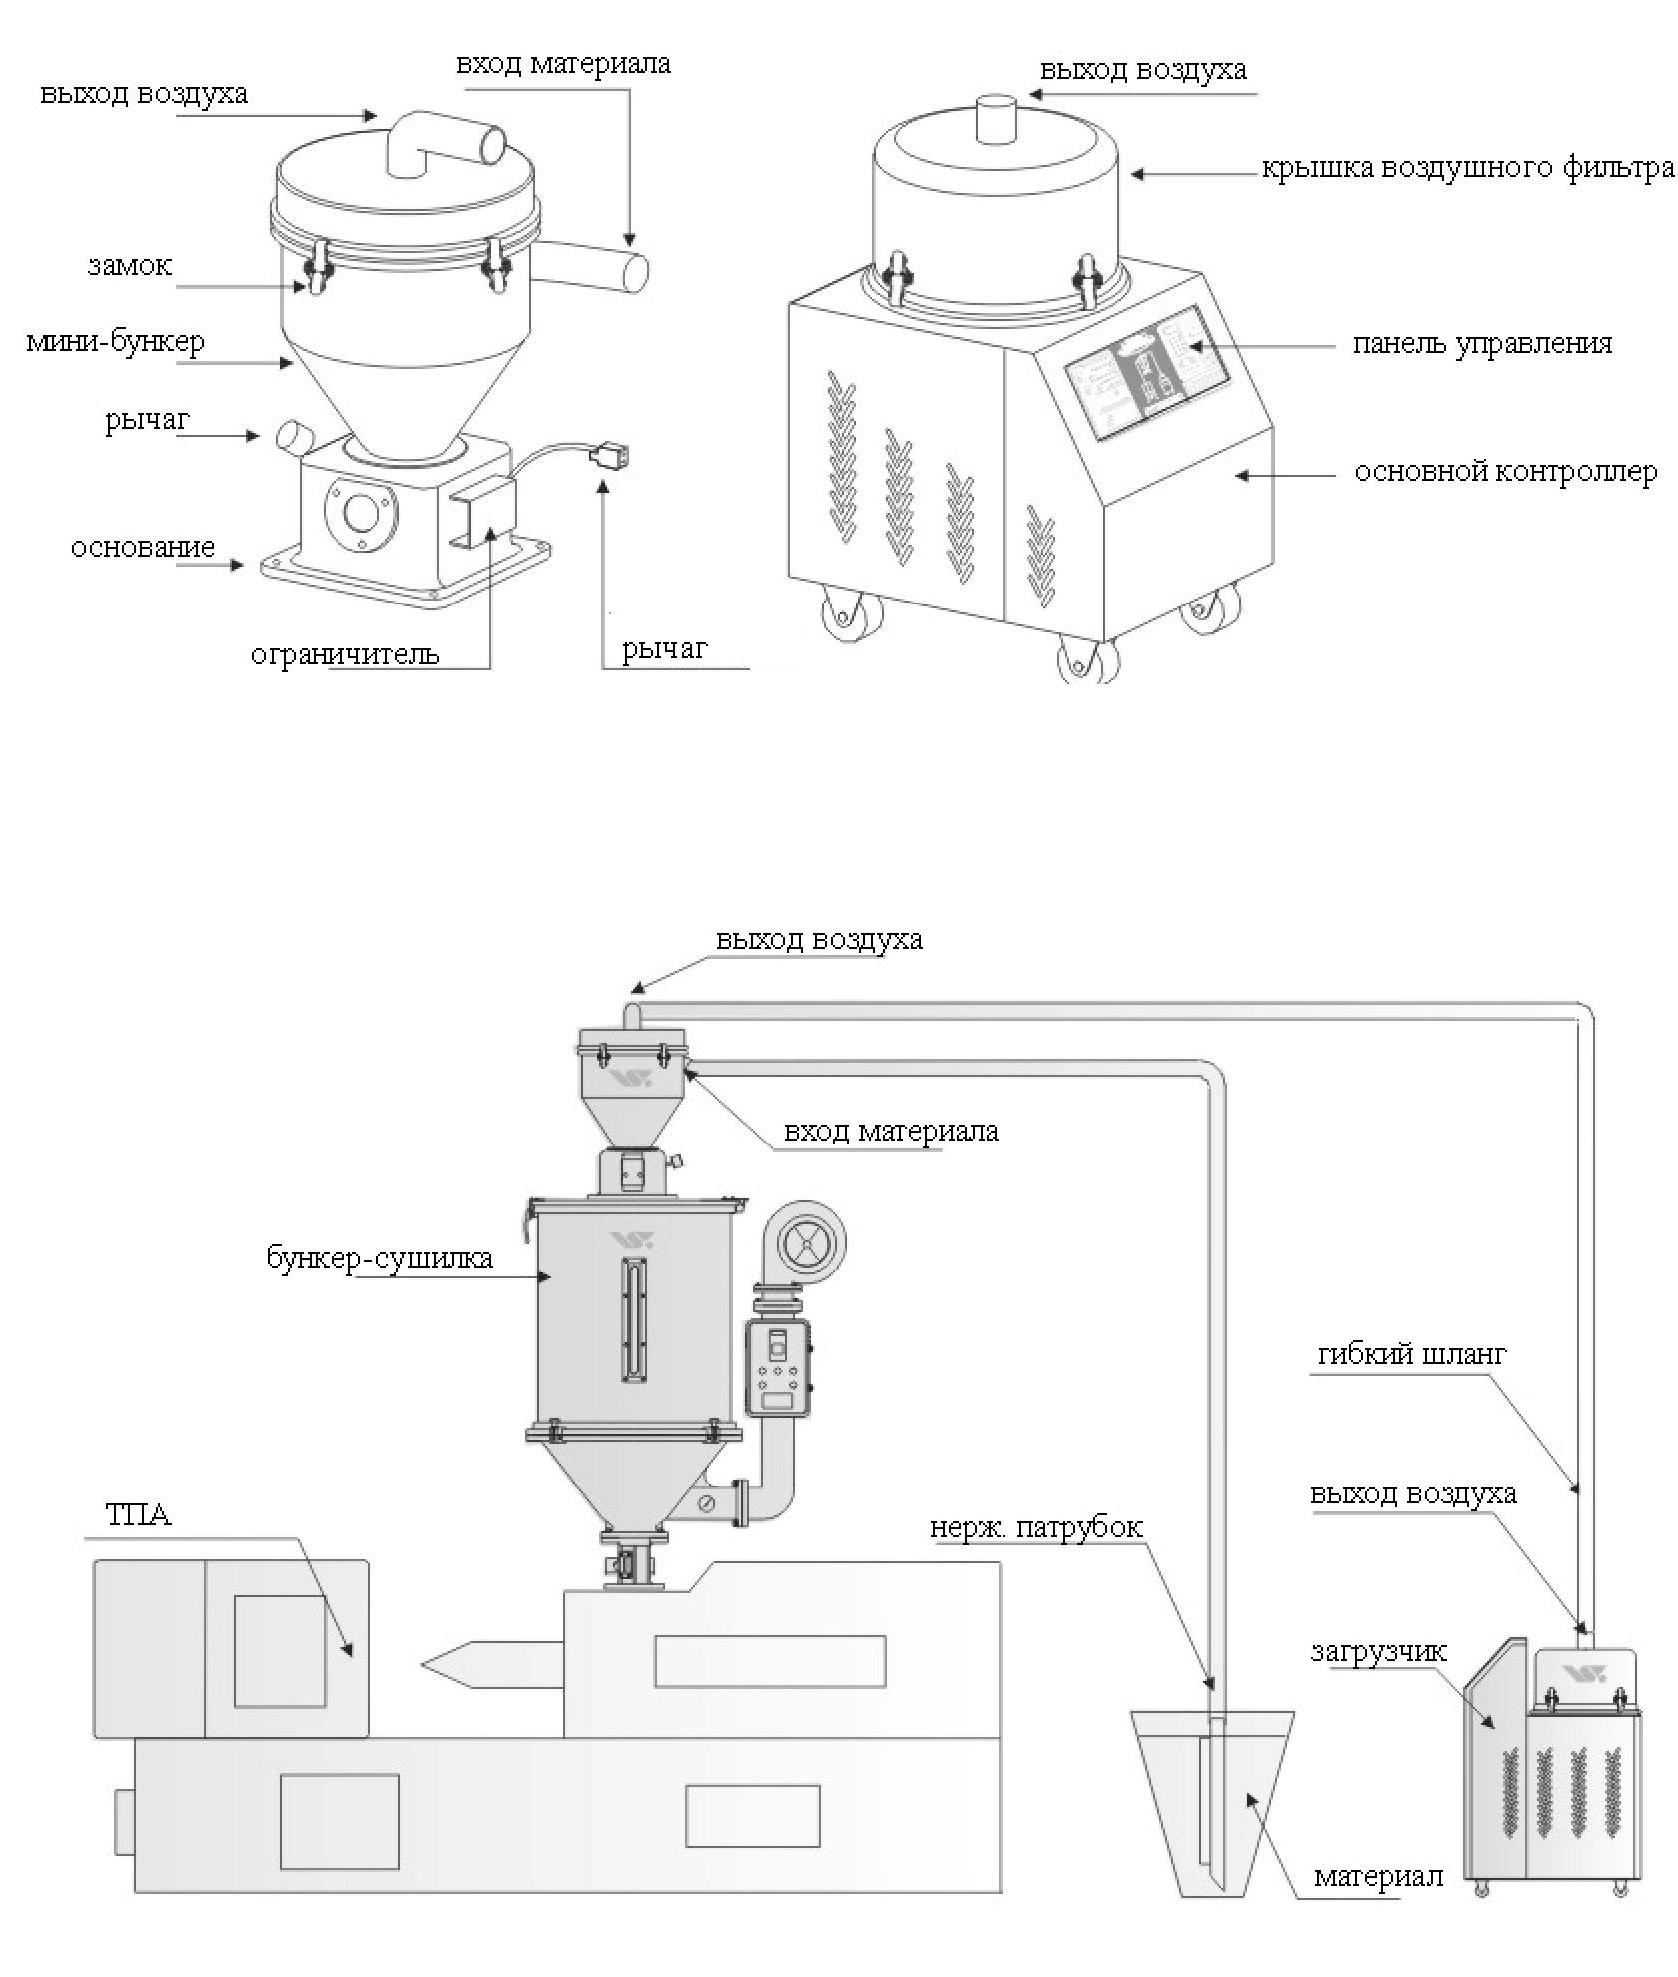 вход материала
выход воздуха
замок
мини-бункер
рычаг
основание
ограничитель
рычаг
выход воздуха
крышка воздушного фильтра
панель управления
основной контроллер
выход воздуха
вход материала
бункер-сушилка
гибкий шланг
выход воздуха
ТПА
нерж. патрубок
загрузчик
материал